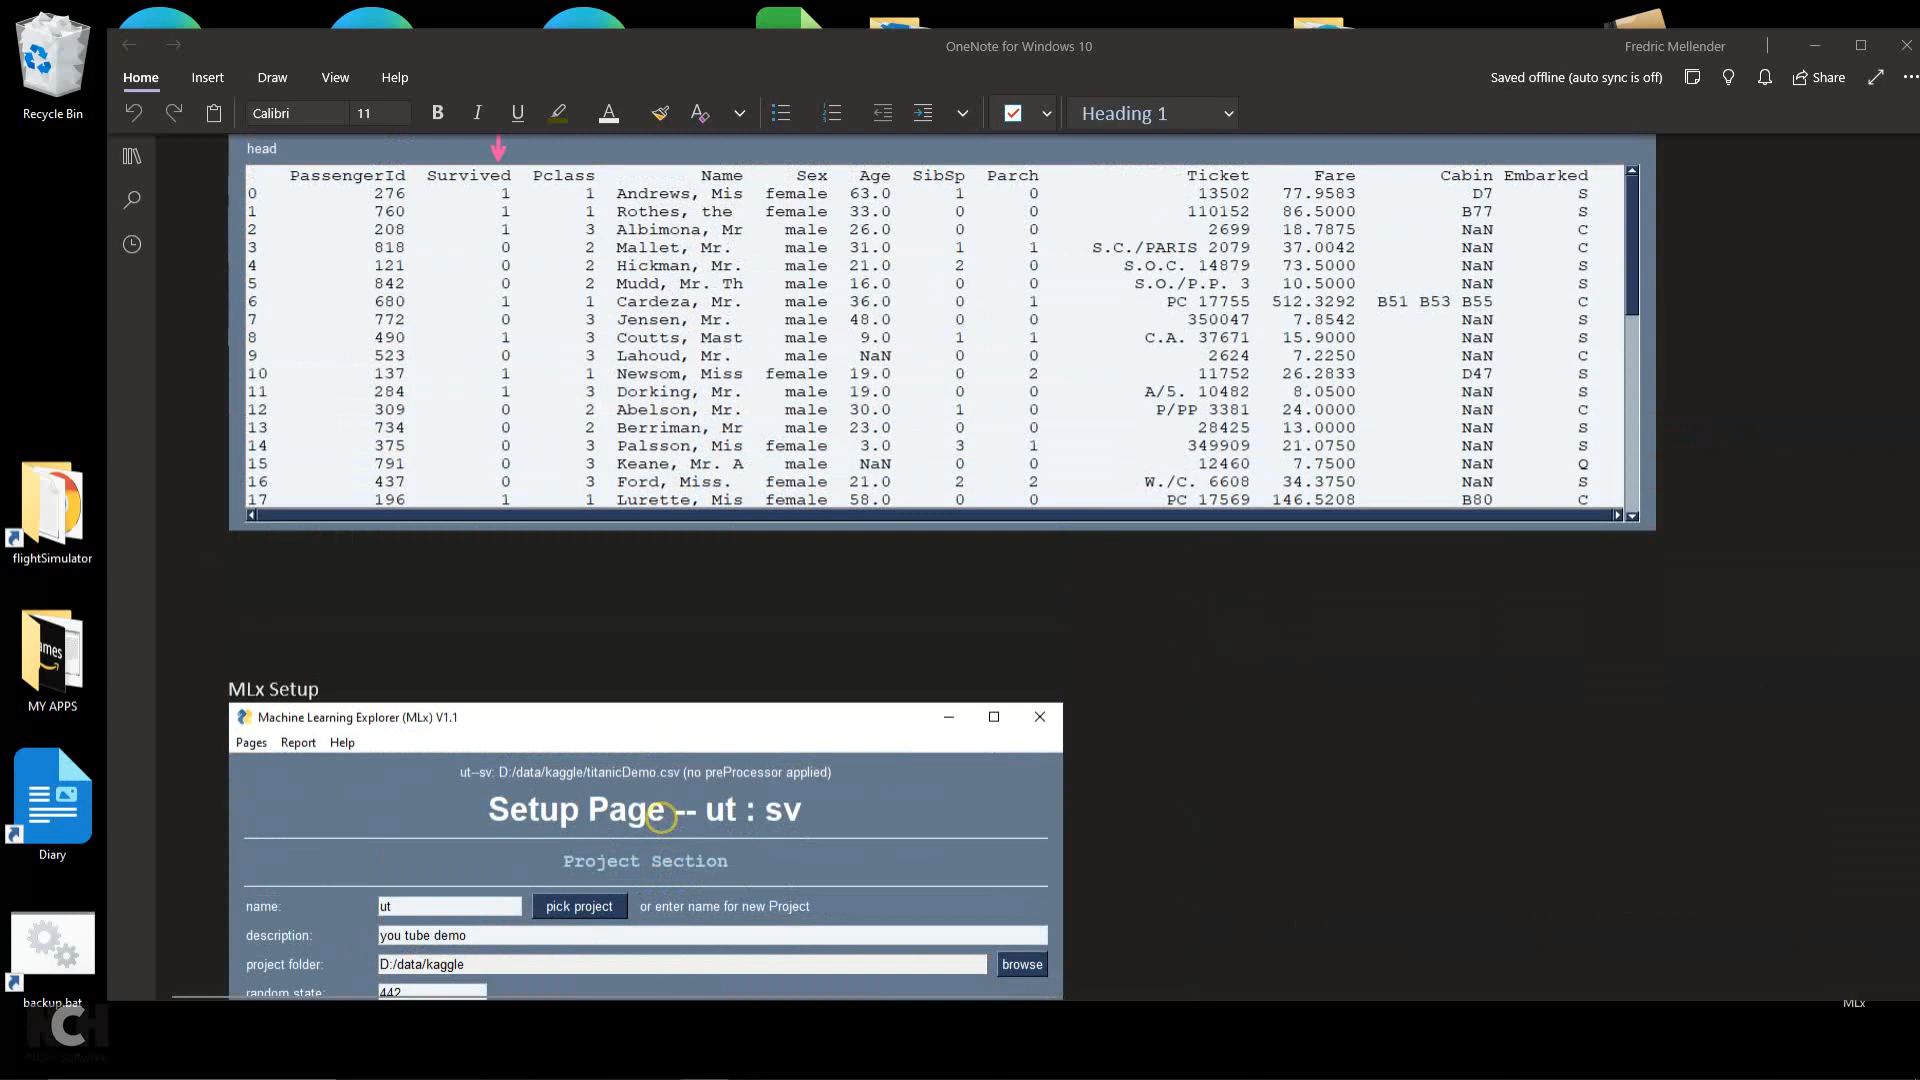 Recycle Bin
flightSimulator
MY APPS
Diary
backup.bat
MLx
OneNote for Windows 10
Fredric Mellender
Home Insert Draw View Help
Saved offline (auto sync is off)
Share
Calibri 11 B I U A
Heading 1
head
PassengerId Survived Pclass Name Sex Age SibSp Parch Ticket Fare Cabin Embarked
0 276 1 1 Andrews, Mis female 63.0 1 0 13502 77.9583 D7 S
1 760 1 1 Rothes, the female 33.0 0 0 110152 86.5000 B77 S
2 208 1 3 Albimona, Mr male 26.0 0 0 2699 18.7875 NaN C
3 818 0 2 Mallet, Mr. male 31.0 1 1 S.C./PARIS 2079 37.0042 NaN C
4 121 0 2 Hickman, Mr. male 21.0 2 0 S.O.C. 14879 73.5000 NaN S
5 842 0 2 Mudd, Mr. Th male 16.0 0 0 S.O./P.P. 3 10.5000 NaN S
6 680 1 1 Cardeza, Mr. male 36.0 0 1 PC 17755 512.3292 B51 B53 B55 C
7 772 0 3 Jensen, Mr. male 48.0 0 0 350047 7.8542 NaN S
8 490 1 3 Coutts, Mast male 9.0 1 1 C.A. 37671 15.9000 NaN S
9 523 0 3 Lahoud, Mr. male NaN 0 0 2624 7.2250 NaN C
10 137 1 1 Newsom, Miss female 19.0 0 2 11752 26.2833 D47 S
11 284 1 3 Dorking, Mr. male 19.0 0 0 A/5. 10482 8.0500 NaN S
12 309 0 2 Abelson, Mr. male 30.0 1 0 P/PP 3381 24.0000 NaN C
13 734 0 2 Berriman, Mr male 23.0 0 0 28425 13.0000 NaN S
14 375 0 3 Palsson, Mis female 3.0 3 1 349909 21.0750 NaN S
15 791 0 3 Keane, Mr. A male NaN 0 0 12460 7.7500 NaN Q
16 437 0 3 Ford, Miss. female 21.0 2 2 W./C. 6608 34.3750 NaN S
17 196 1 1 Lurette, Mis female 58.0 0 0 PC 17569 146.5208 B80 C
MLx Setup
Machine Learning Explorer (MLx) V1.1
Pages Report Help
ut--sv: D:/data/kaggle/titanicDemo.csv (no preProcessor applied)
Setup Page -- ut : sv
Project Section
name: ut pick project or enter name for new Project
description: you tube demo
project folder: D:/data/kaggle browse
random state: 442